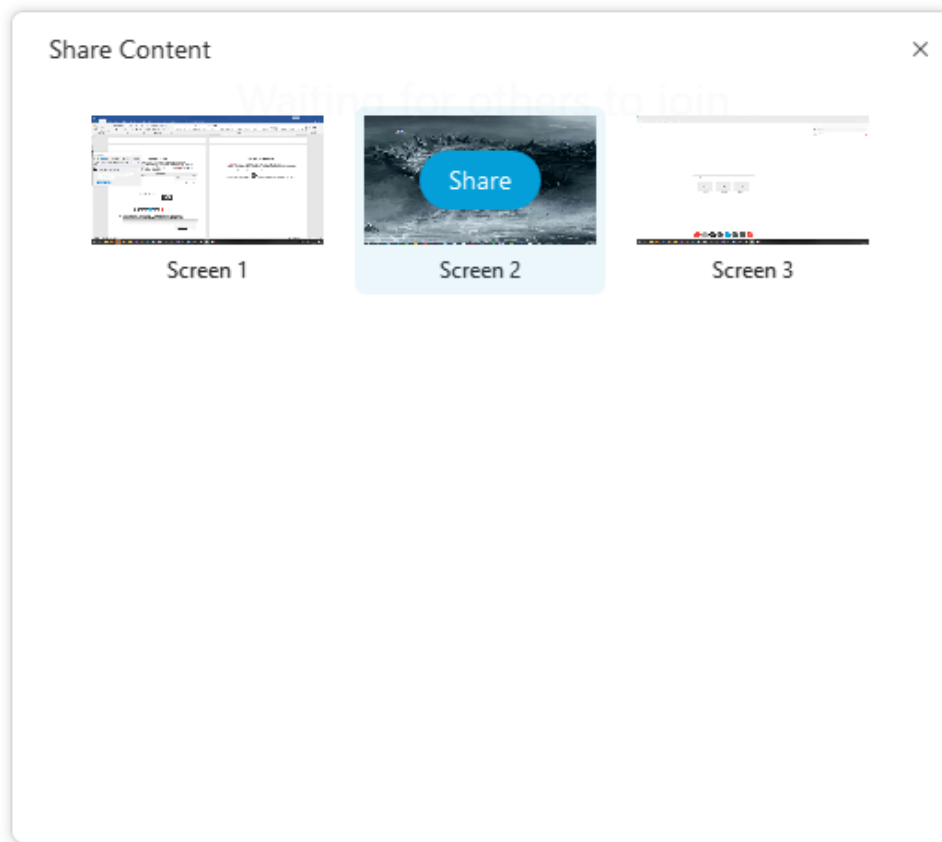 Share Content
Waiting for others to join
Share
Screen 1
Screen 2
Screen 3